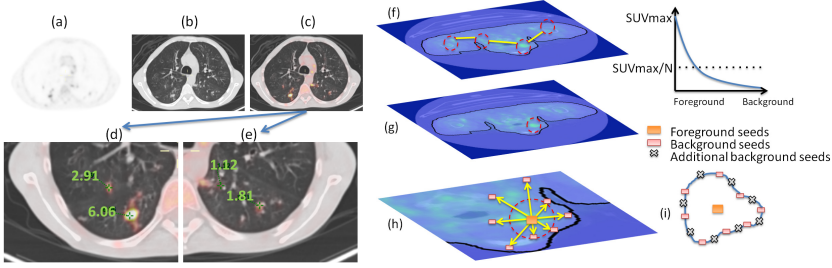 (a)
(b)
(c)
(d)
(e)
2.91
6.06
1.12
1.81
(f)
(g)
(h)
SUVmax
SUVmax/N
Foreground
Background
Foreground seeds
Background seeds
Additional background seeds
(i)